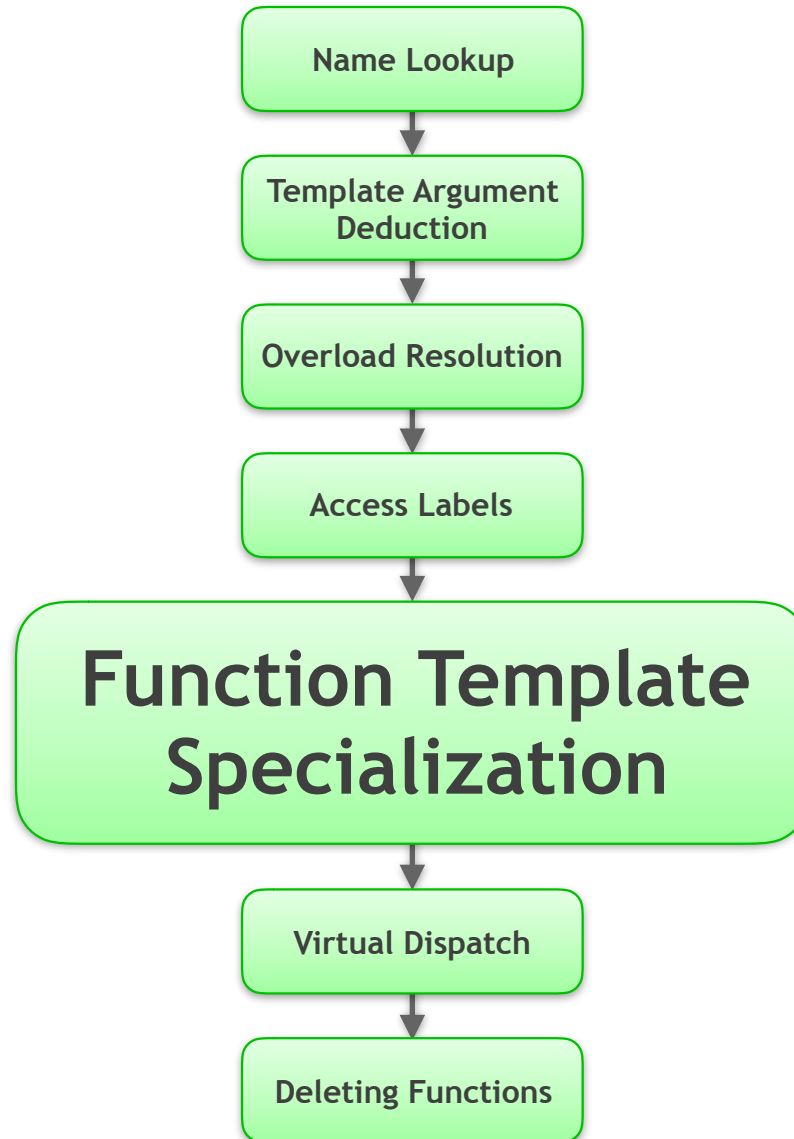 Name Lookup
Template Argument
Deduction
Overload Resolution
Access Labels
Function Template
Specialization
Virtual Dispatch
Deleting Functions